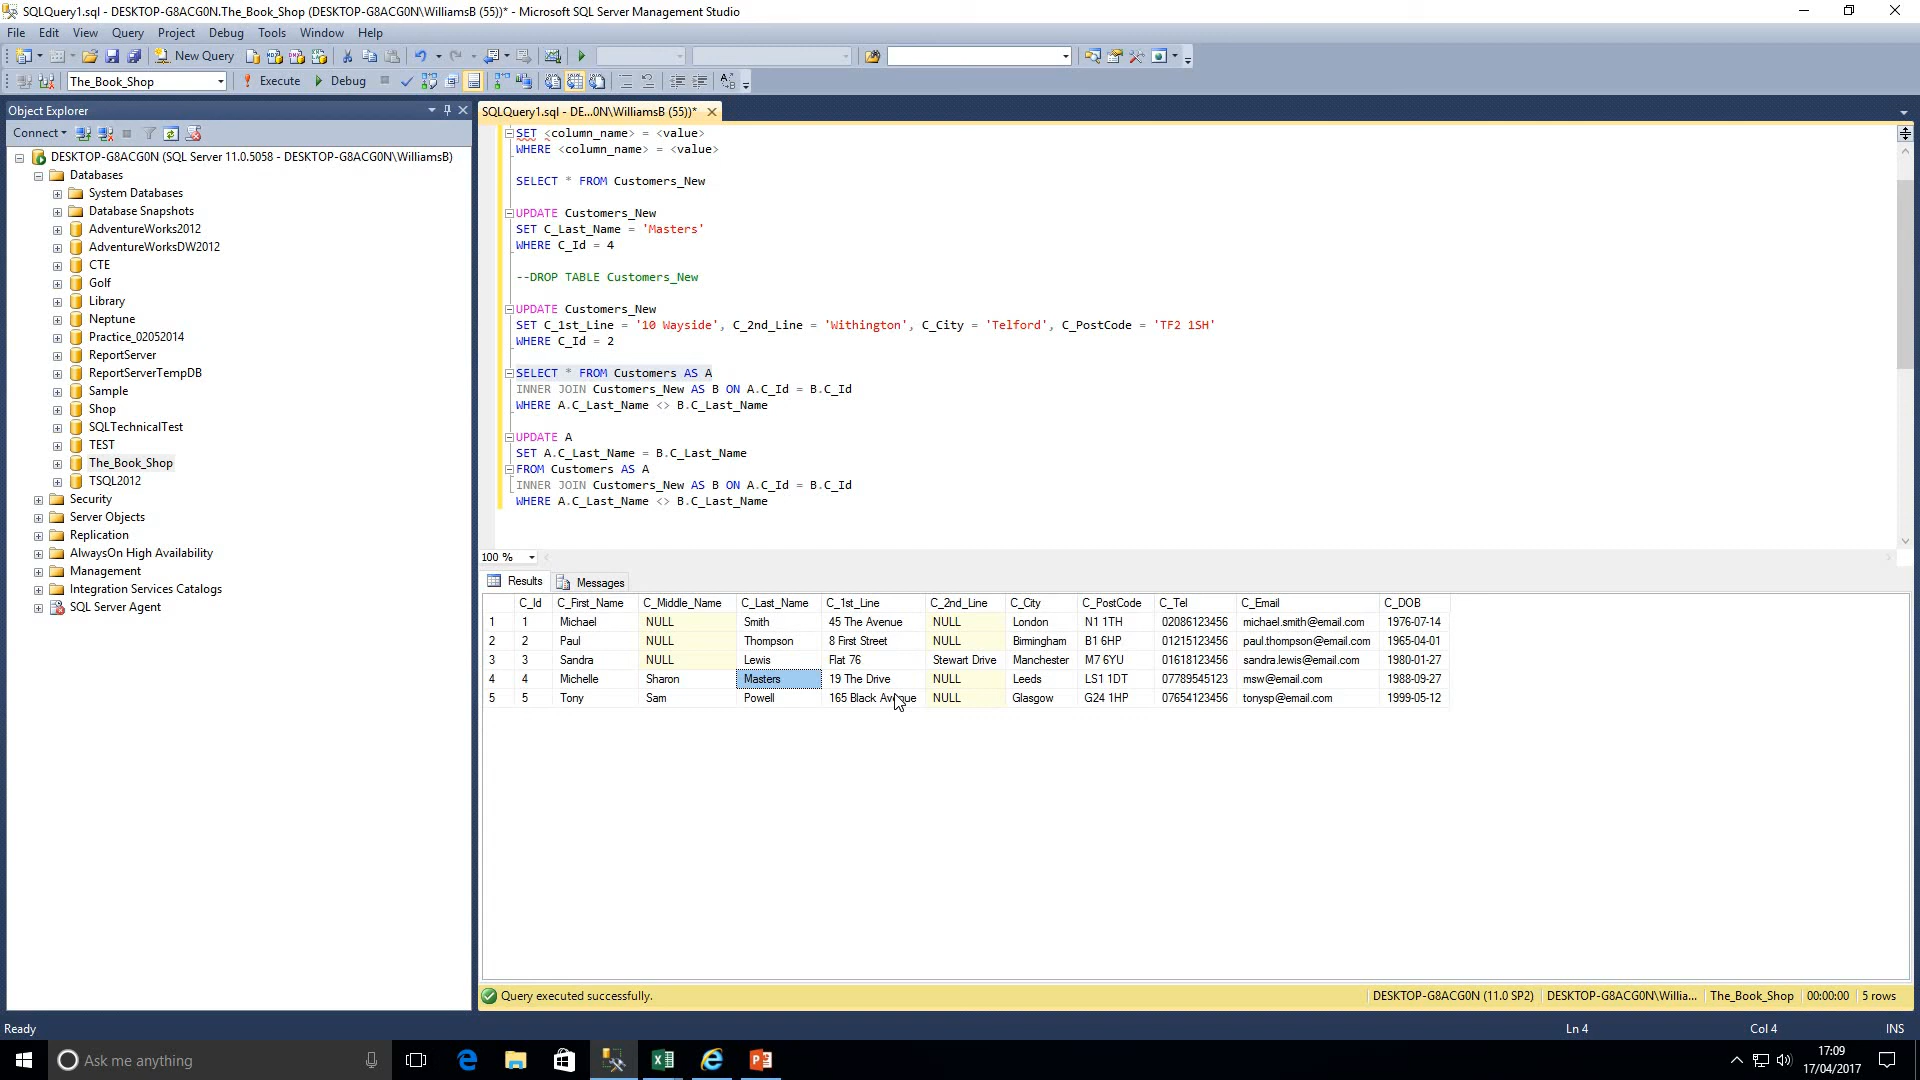 SQLQuery1.sql - DESKTOP-G8ACG0N.The_Book_Shop (DESKTOP-G8ACG0N\WilliamsB (55))* - Microsoft SQL Server Management Studio
File Edit View Query Project Debug Tools Window Help
New Query
The_Book_Shop Execute Debug
Object Explorer
Connect
DESKTOP-G8ACG0N (SQL Server 11.0.5058 - DESKTOP-G8ACG0N\WilliamsB)
Databases
System Databases
Database Snapshots
AdventureWorks2012
AdventureWorksDW2012
CTE
Golf
Library
Neptune
Practice_02052014
ReportServer
ReportServerTempDB
Sample
Shop
SQLTechnicalTest
TEST
The_Book_Shop
TSQL2012
Security
Server Objects
Replication
AlwaysOn High Availability
Management
Integration Services Catalogs
SQL Server Agent
SQLQuery1.sql - DE...0N\WilliamsB (55))*
SET <column_name> = <value>
WHERE <column_name> = <value>
SELECT * FROM Customers_New
UPDATE Customers_New
SET C_Last_Name = 'Masters'
WHERE C_Id = 4
--DROP TABLE Customers_New
UPDATE Customers_New
SET C_1st_Line = '10 Wayside', C_2nd_Line = 'Withington', C_City = 'Telford', C_PostCode = 'TF2 1SH'
WHERE C_Id = 2
SELECT * FROM Customers AS A
INNER JOIN Customers_New AS B ON A.C_Id = B.C_Id
WHERE A.C_Last_Name <> B.C_Last_Name
UPDATE A
SET A.C_Last_Name = B.C_Last_Name
FROM Customers AS A
INNER JOIN Customers_New AS B ON A.C_Id = B.C_Id
WHERE A.C_Last_Name <> B.C_Last_Name
100 %
Results Messages
C_Id C_First_Name C_Middle_Name C_Last_Name C_1st_Line C_2nd_Line C_City C_PostCode C_Tel C_Email C_DOB
1 1 Michael NULL Smith 45 The Avenue NULL London N1 1TH 02086123456 michael.smith@email.com 1976-07-14
2 2 Paul NULL Thompson 8 First Street NULL Birmingham B1 6HP 01215123456 paul.thompson@email.com 1965-04-01
3 3 Sandra NULL Lewis Flat 76 Stewart Drive Manchester M7 6YU 01618123456 sandra.lewis@email.com 1980-01-27
4 4 Michelle Sharon Masters 19 The Drive NULL Leeds LS1 1DT 07789545123 msw@email.com 1988-09-27
5 5 Tony Sam Powell 165 Black Avenue NULL Glasgow G24 1HP 07654123456 tonysp@email.com 1999-05-12
Query executed successfully. DESKTOP-G8ACG0N (11.0 SP2) DESKTOP-G8ACG0N\Willia... The_Book_Shop 00:00:00 5 rows
Ready Ln 4 Col 4 INS
Ask me anything 17:09
17/04/2017